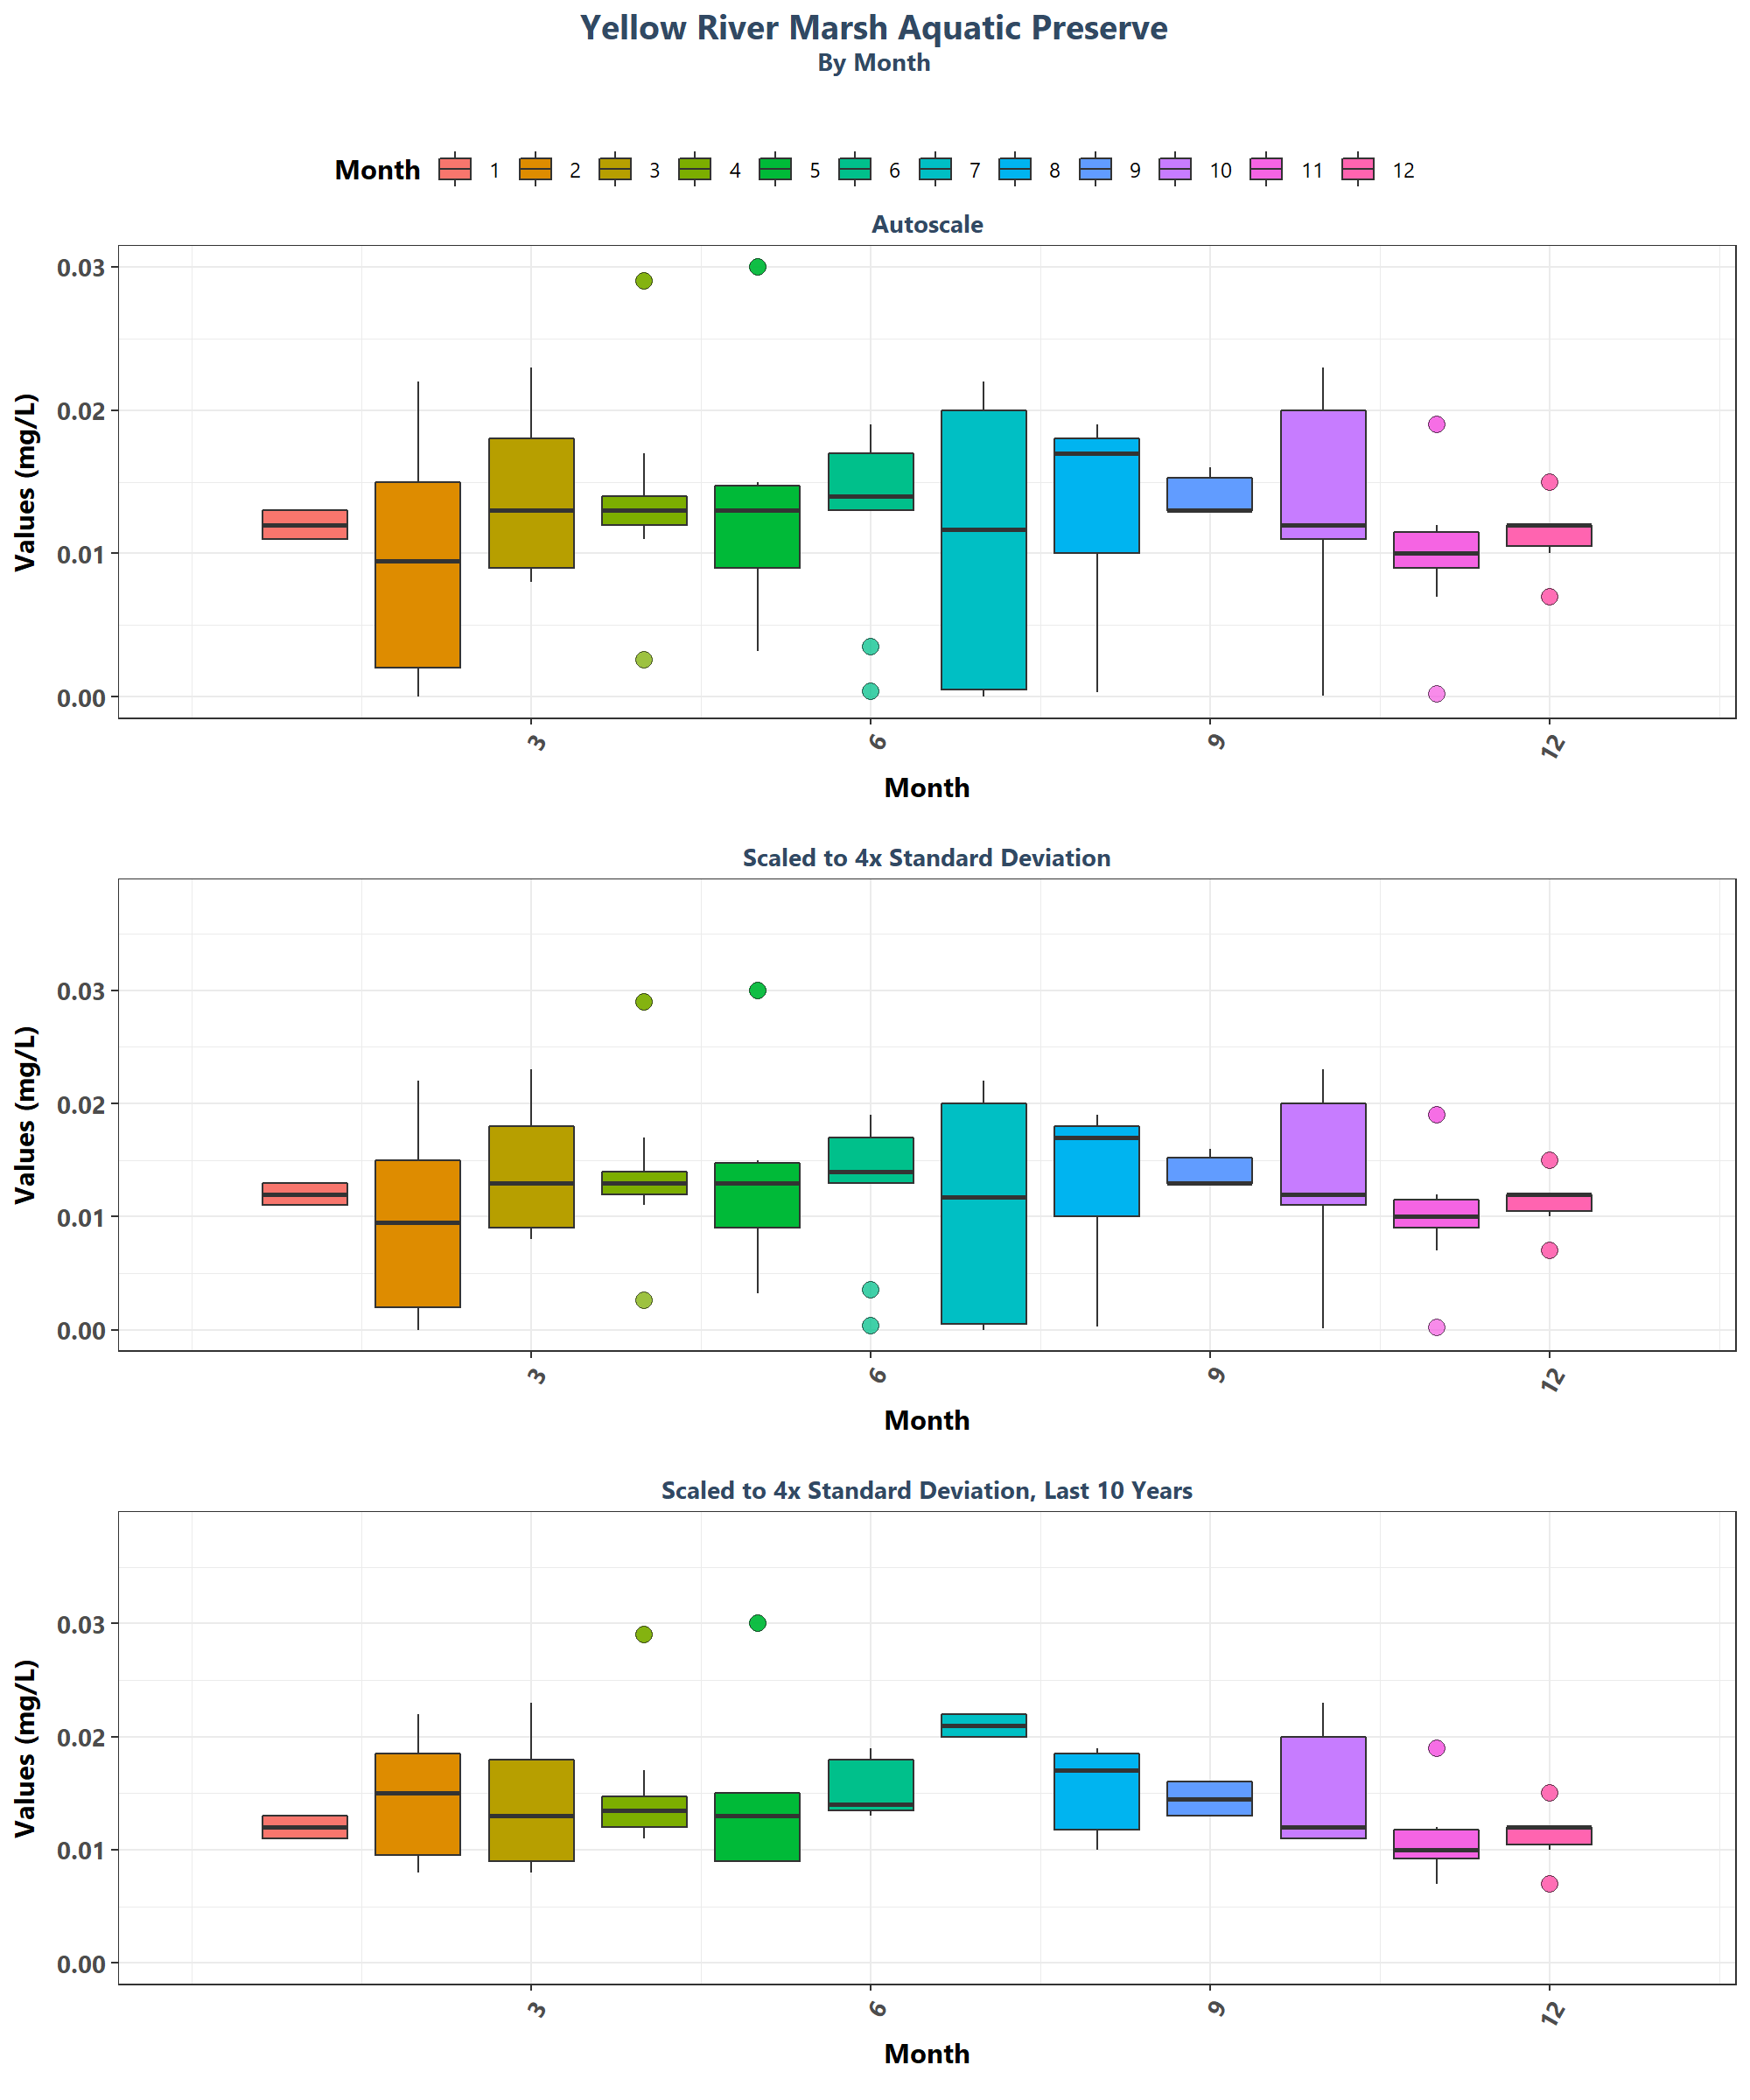 Yellow River Marsh Aquatic Preserve
By Month
Month 1 2 3 4 5 6 7 8 9 10 11 12
Autoscale
Values (mg/L)
0.03
0.02
0.01
0.00
3 6 9 12
Month
Scaled to 4x Standard Deviation
Values (mg/L)
0.03
0.02
0.01
0.00
3 6 9 12
Month
Scaled to 4x Standard Deviation, Last 10 Years
Values (mg/L)
0.03
0.02
0.01
0.00
3 6 9 12
Month